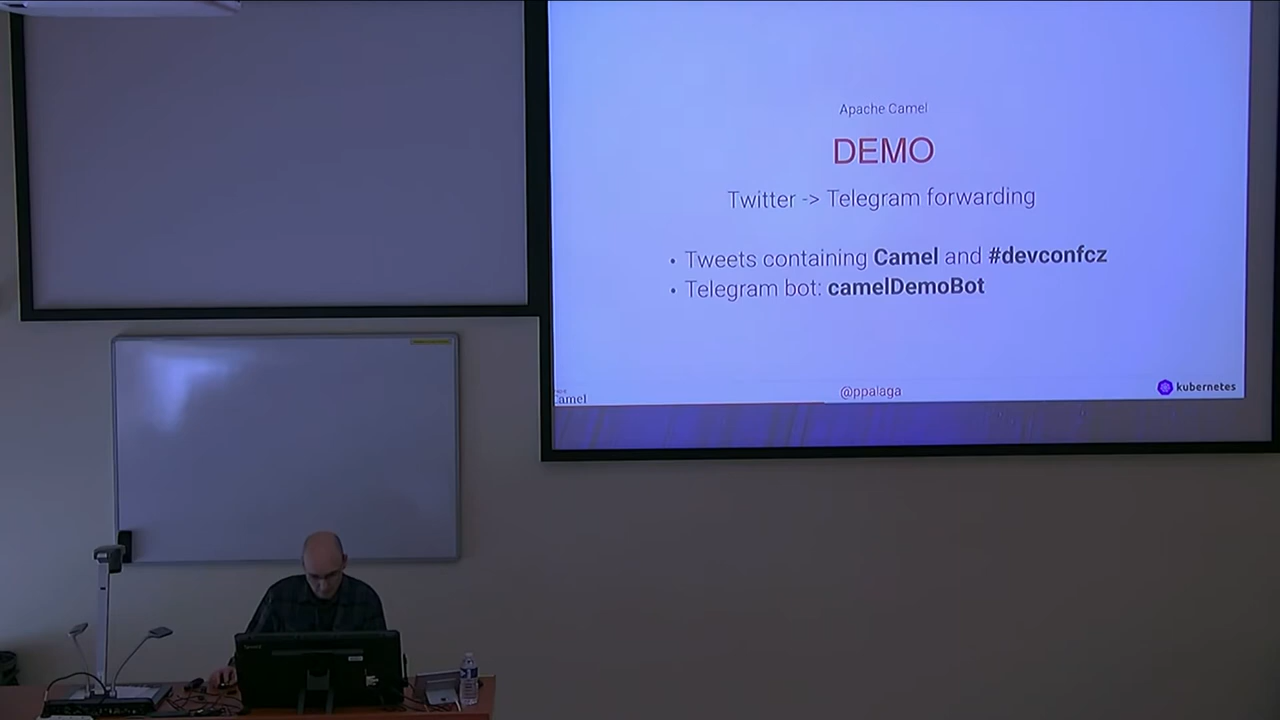 Apache Camel
DEMO
Twitter -> Telegram forwarding
• Tweets containing Camel and #devconfcz
• Telegram bot: camelDemoBot
Camel
@ppalaga
kubernetes